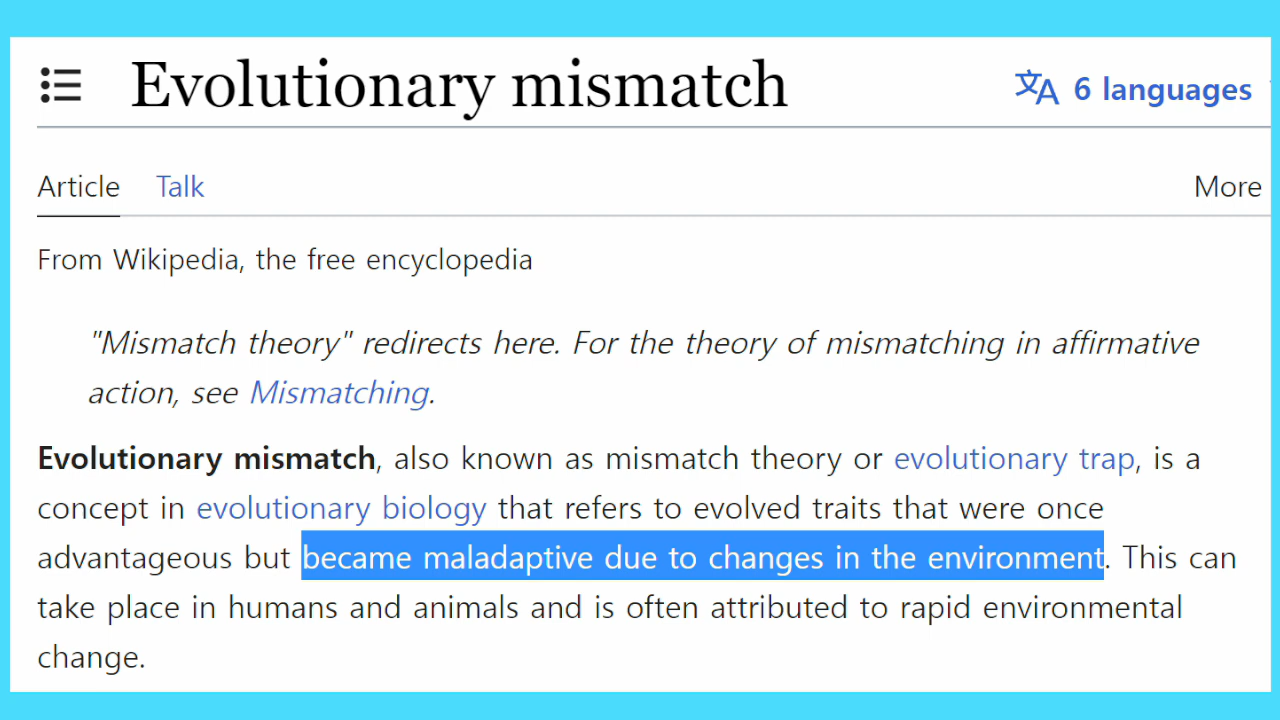 Evolutionary mismatch
6 languages
Article Talk More
From Wikipedia, the free encyclopedia
"Mismatch theory" redirects here. For the theory of mismatching in affirmative
action, see Mismatching.
Evolutionary mismatch, also known as mismatch theory or evolutionary trap, is a
concept in evolutionary biology that refers to evolved traits that were once
advantageous but became maladaptive due to changes in the environment. This can
take place in humans and animals and is often attributed to rapid environmental
change.